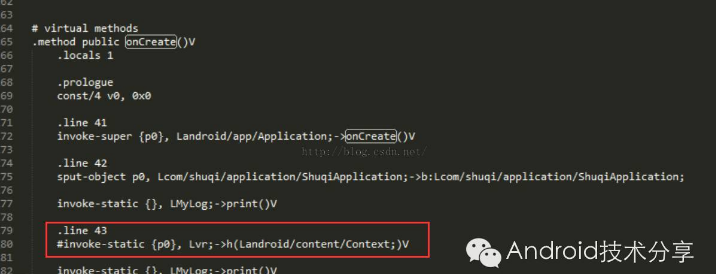 62
63
64 # virtual methods
65 .method public onCreate()V
66 .locals 1
67
68 .prologue
69 const/4 v0, 0x0
70
71 .line 41
72 invoke-super {p0}, Landroid/app/Application;->onCreate()V
73
74 .line 42
75 sput-object p0, Lcom/shuqi/application/ShuqiApplication;->b:Lcom/shuqi/application/ShuqiApplication;
76
77 invoke-static {}, LMyLog;->print()V
78
79 .line 43
80 #invoke-static {p0}, Lvr;->h(Landroid/content/Context;)V
81
82 invoke-static {}, LMyLog;->print()V
http://blog.csdn.net/
Android技术分享